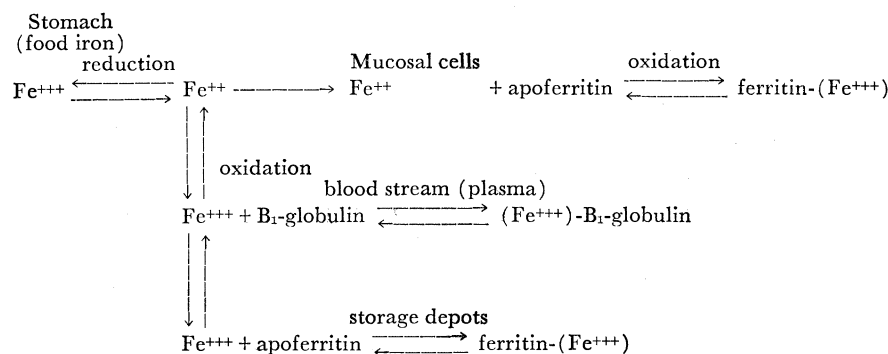 Stomach
(food iron)
reduction Mucosal cells oxidation
Fe+++ Fe++ Fe++ + apoferritin ferritin-(Fe+++)
oxidation
blood stream (plasma)
Fe+++ + B₁-globulin (Fe+++)-B₁-globulin
storage depots
Fe+++ + apoferritin ferritin-(Fe+++)